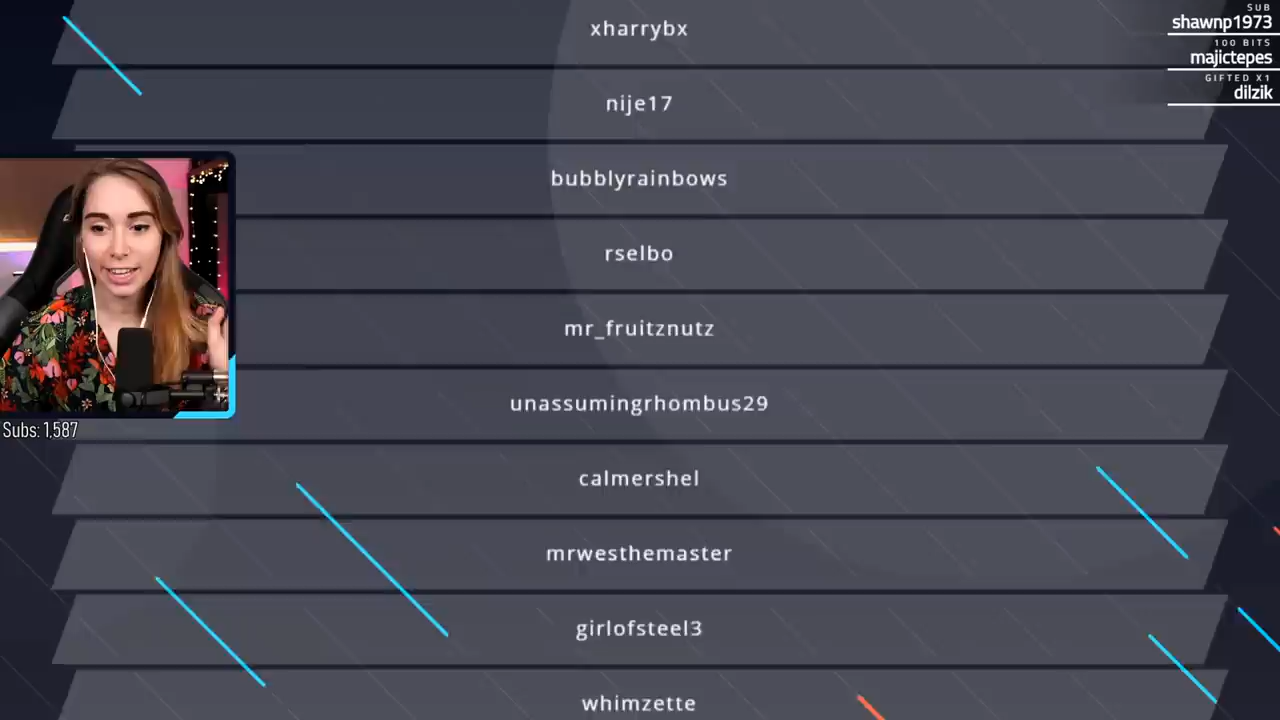 xharrybx
nije17
bubblyrainbows
rselbo
mr_fruitznutz
unassumingrhombus29
calmershel
mrwesthemaster
girlofsteel3
whimzette
SUB
shawnp1973
100 BITS
majictepes
GIFTED X1
dilzik
Subs: 1,587